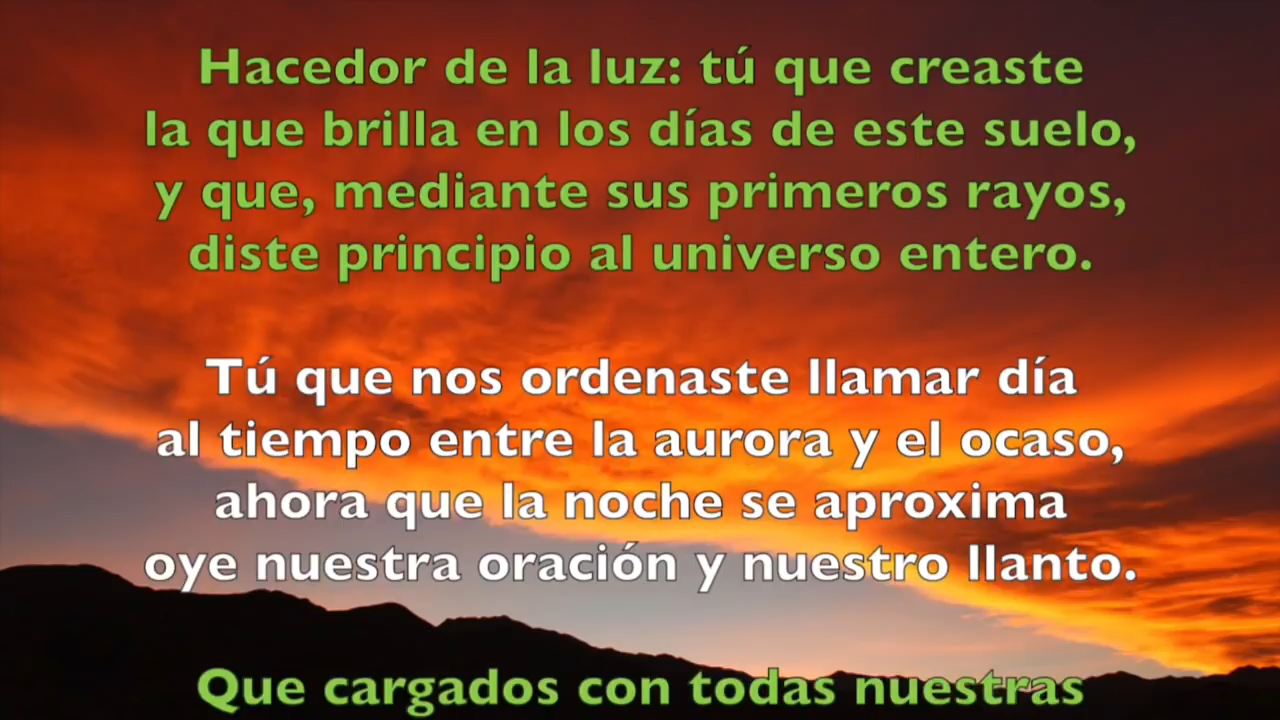 Hacedor de la luz: tú que creaste
la que brilla en los días de este suelo,
y que, mediante sus primeros rayos,
diste principio al universo entero.
Tú que nos ordenaste llamar día
al tiempo entre la aurora y el ocaso,
ahora que la noche se aproxima
oye nuestra oración y nuestro llanto.
Que cargados con todas nuestras